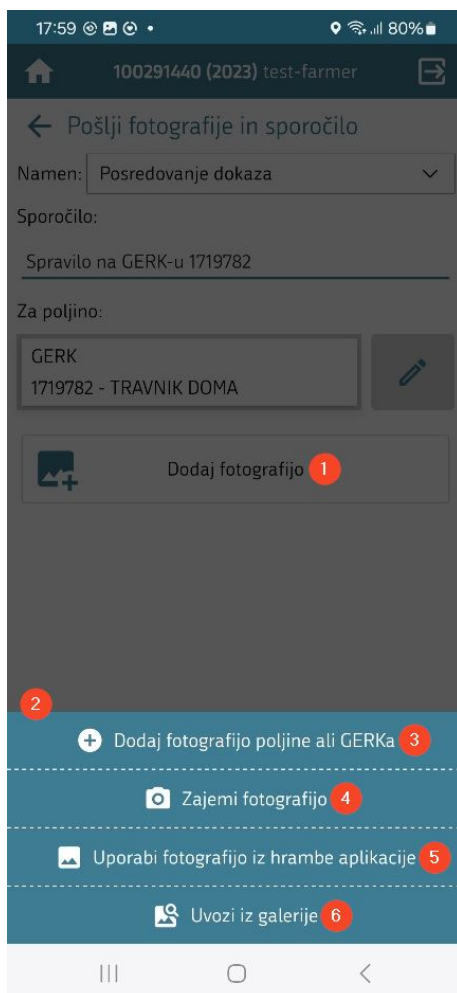 17:59 80%
100291440 (2023) test-farmer
Pošlji fotografije in sporočilo
Namen: Posredovanje dokaza
Sporočilo:
Spravilo na GERK-u 1719782
Za poljino:
GERK
1719782 - TRAVNIK DOMA
Dodaj fotografijo 1
2
Dodaj fotografijo poljine ali GERKa 3
Zajemi fotografijo 4
Uporabi fotografijo iz hrambe aplikacije 5
Uvozi iz galerije 6